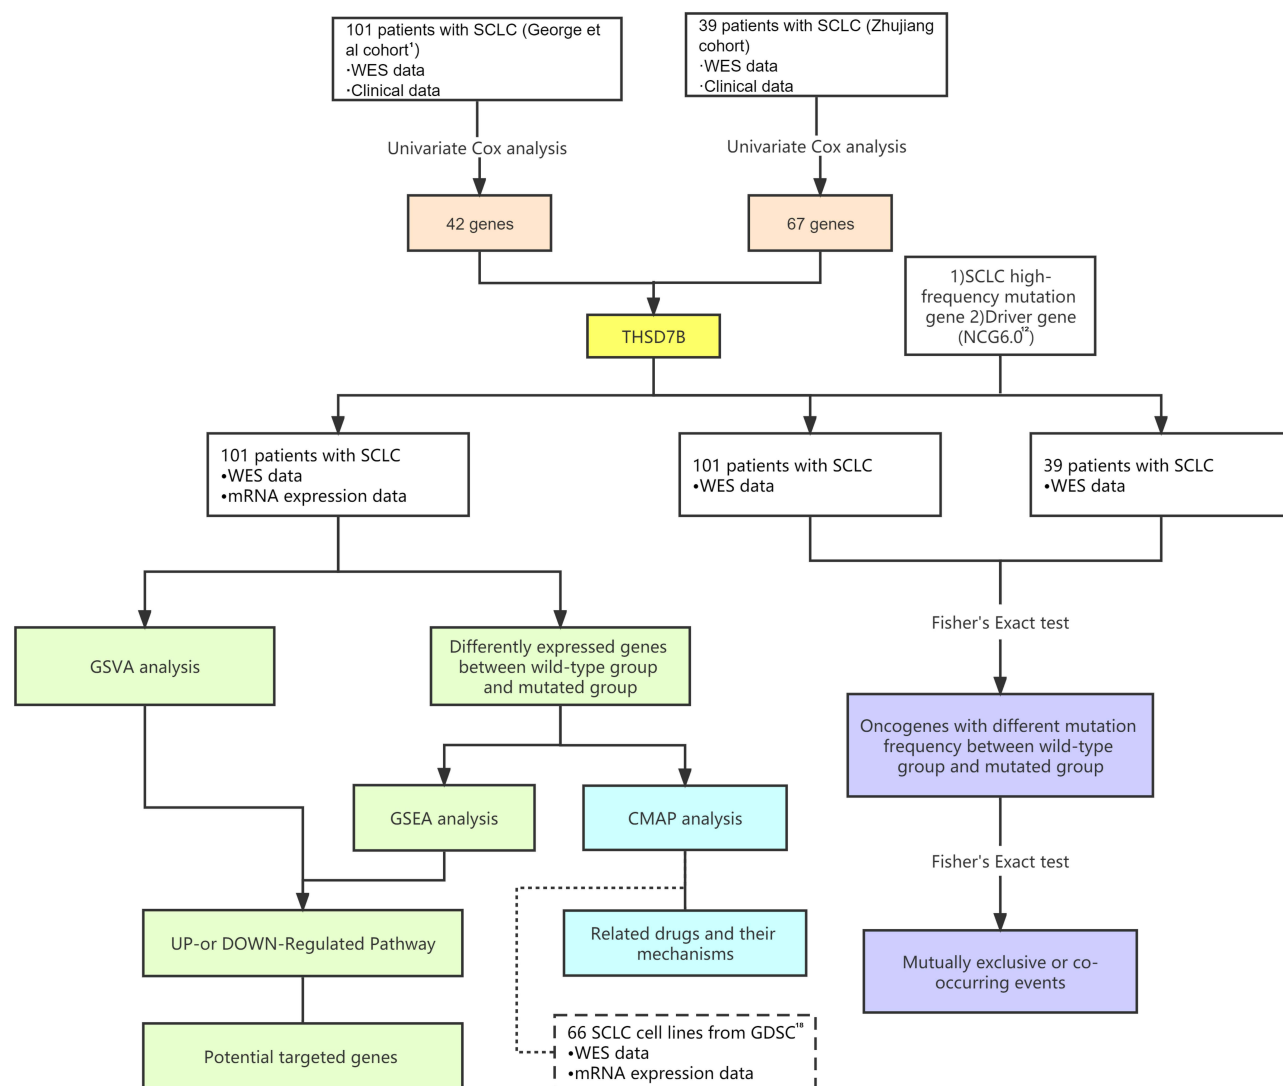 101 patients with SCLC (George et
al cohort¹)
·WES data
·Clinical data
39 patients with SCLC (Zhujiang
cohort)
·WES data
·Clinical data
Univariate Cox analysis
Univariate Cox analysis
42 genes
67 genes
1)SCLC high-
frequency mutation
gene 2)Driver gene
(NCG6.0¹²)
THSD7B
101 patients with SCLC
•WES data
•mRNA expression data
101 patients with SCLC
•WES data
39 patients with SCLC
•WES data
Fisher's Exact test
GSVA analysis
Differently expressed genes
between wild-type group
and mutated group
Oncogenes with different mutation
frequency between wild-type
group and mutated group
GSEA analysis
CMAP analysis
Fisher's Exact test
UP-or DOWN-Regulated Pathway
Related drugs and their
mechanisms
Mutually exclusive or co-
occurring events
Potential targeted genes
66 SCLC cell lines from GDSC¹⁸
•WES data
•mRNA expression data